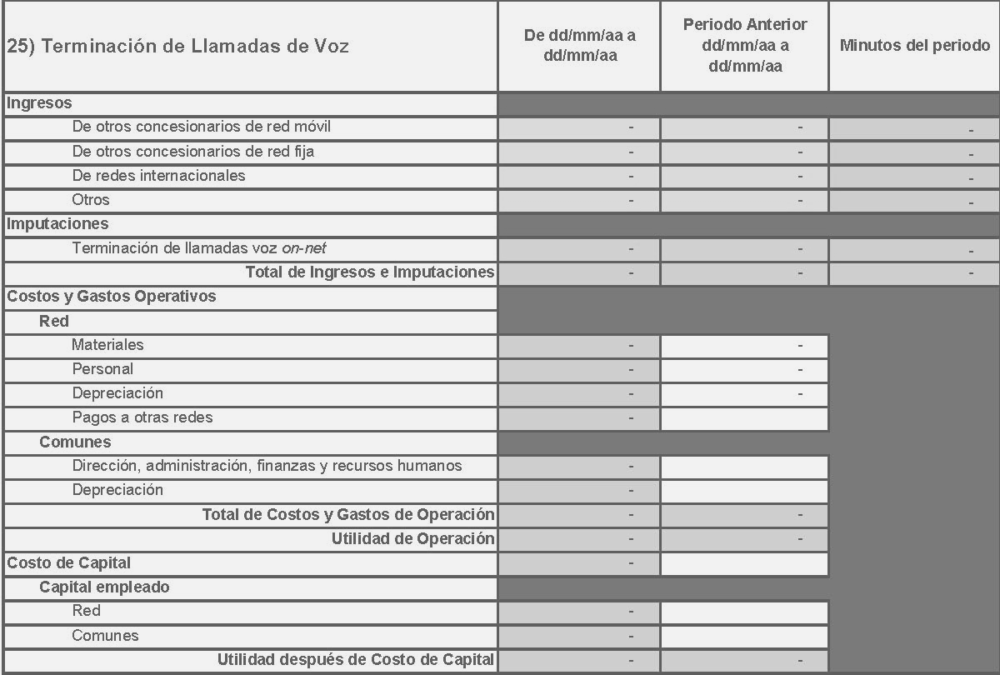 25) Terminación de Llamadas de Voz
De dd/mm/aa a
dd/mm/aa
Periodo Anterior
dd/mm/aa a
dd/mm/aa
Minutos del periodo
Ingresos
De otros concesionarios de red móvil - - -
De otros concesionarios de red fija - - -
De redes internacionales - - -
Otros - - -
Imputaciones
Terminación de llamadas voz on-net - - -
Total de Ingresos e Imputaciones - - -
Costos y Gastos Operativos
Red
Materiales - -
Personal - -
Depreciación - -
Pagos a otras redes -
Comunes
Dirección, administración, finanzas y recursos humanos -
Depreciación -
Total de Costos y Gastos de Operación - -
Utilidad de Operación - -
Costo de Capital -
Capital empleado
Red -
Comunes -
Utilidad después de Costo de Capital - -